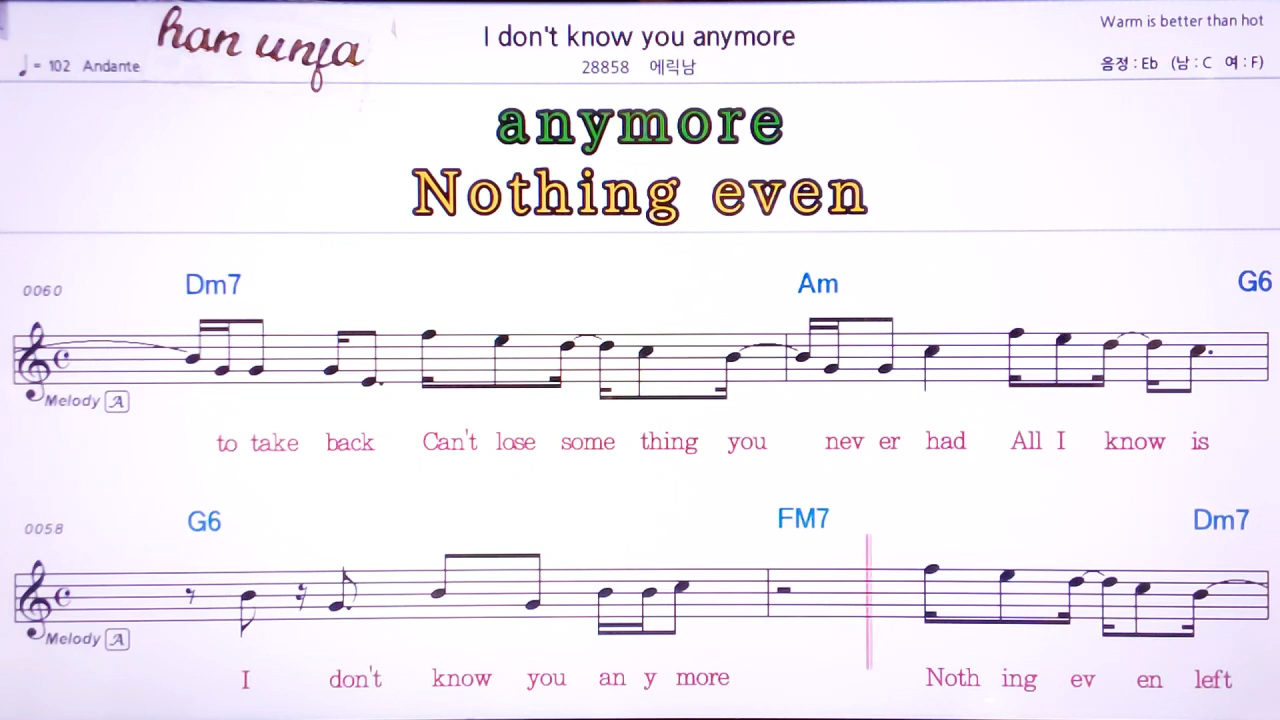 han unfa
I don't know you anymore
Warm is better than hot
♩ = 102 Andante
28858 에릭남
음정 : Eb (남 : C 여 : F)
anymore
Nothing even
0060 Dm7 Am G6
Melody A
to take back Can't lose some thing you nev er had All I know is
0058 G6 FM7 Dm7
Melody A
I don't know you an y more Noth ing ev en left